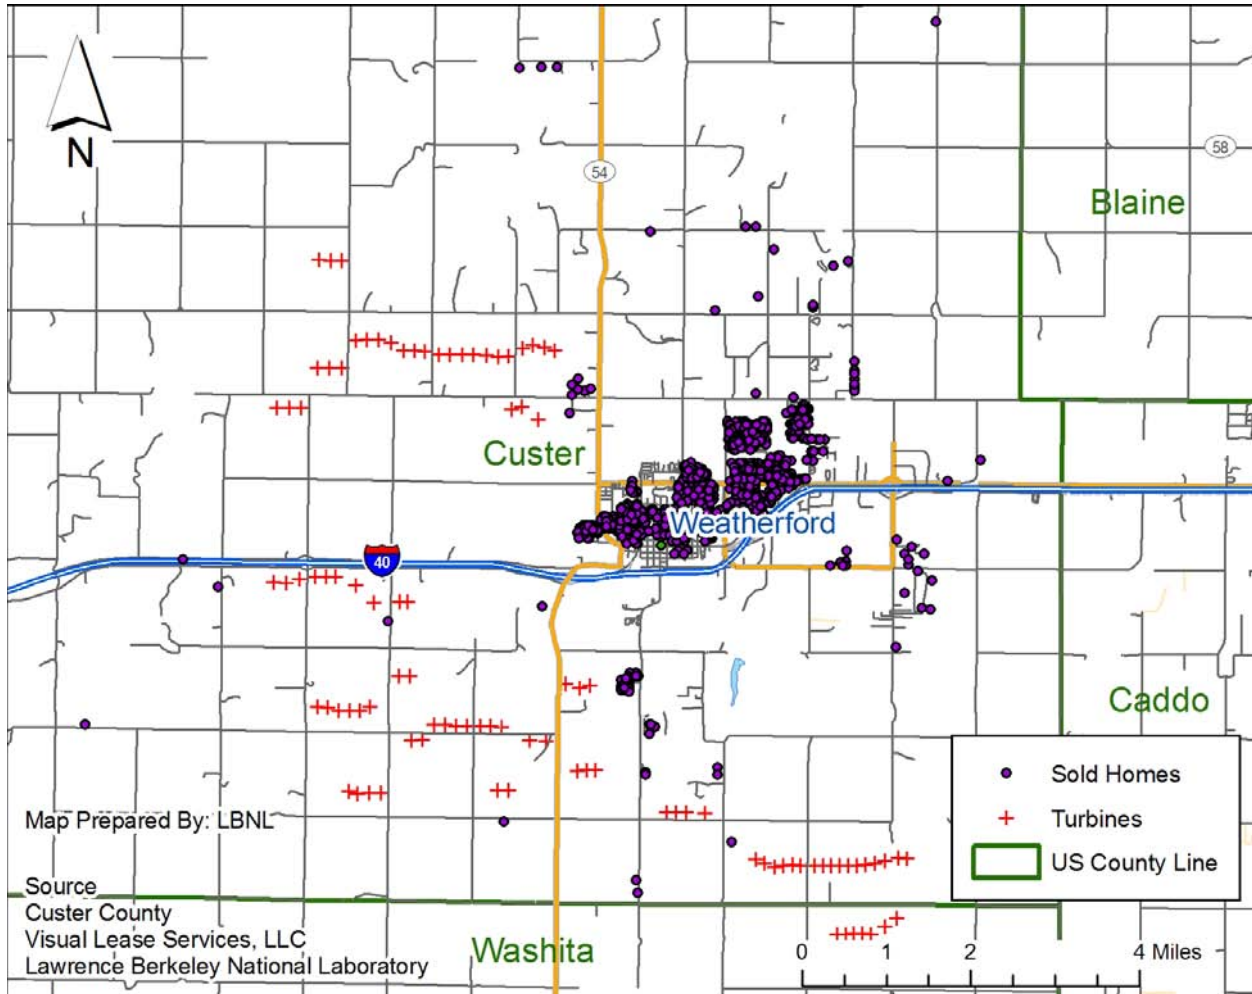 N
54
58
Blaine
Custer
Weatherford
40
Caddo
Sold Homes
Turbines
US County Line
Map Prepared By: LBNL
Source
Custer County
Visual Lease Services, LLC
Lawrence Berkeley National Laboratory
Washita
0 1 2 4 Miles